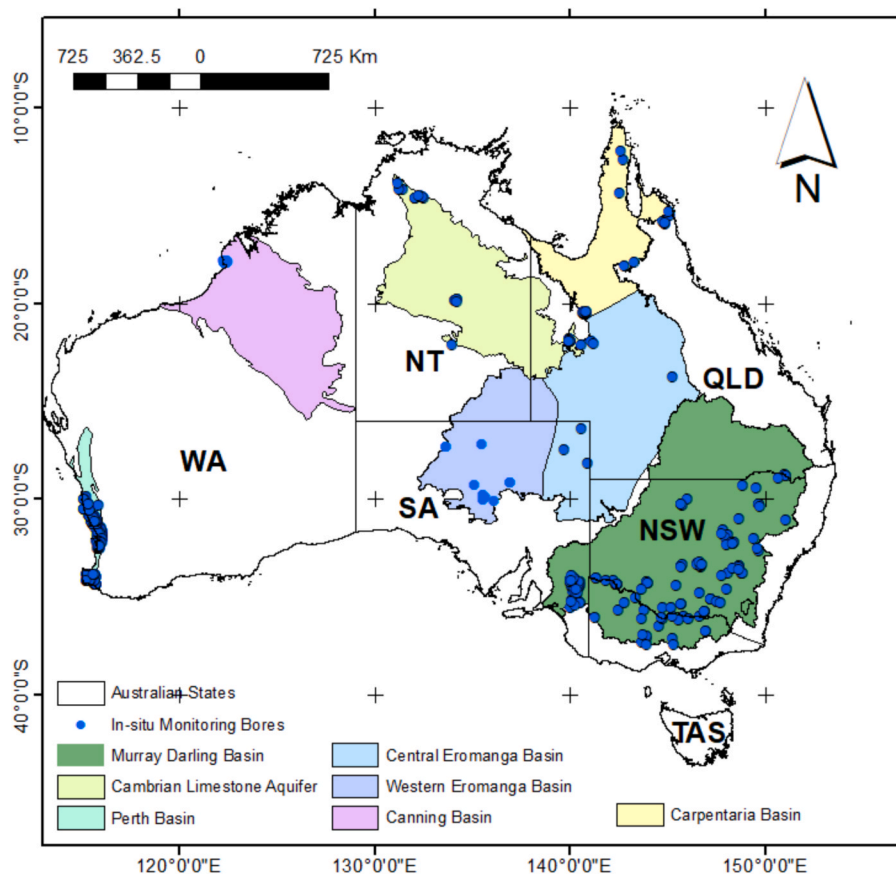 725 362.5 0 725 Km
N
10°0'0"S
20°0'0"S
30°0'0"S
40°0'0"S
NT
QLD
WA
SA
NSW
TAS
Australian States
In-situ Monitoring Bores
Murray Darling Basin
Central Eromanga Basin
Cambrian Limestone Aquifer
Western Eromanga Basin
Perth Basin
Canning Basin
Carpentaria Basin
120°0'0"E 130°0'0"E 140°0'0"E 150°0'0"E